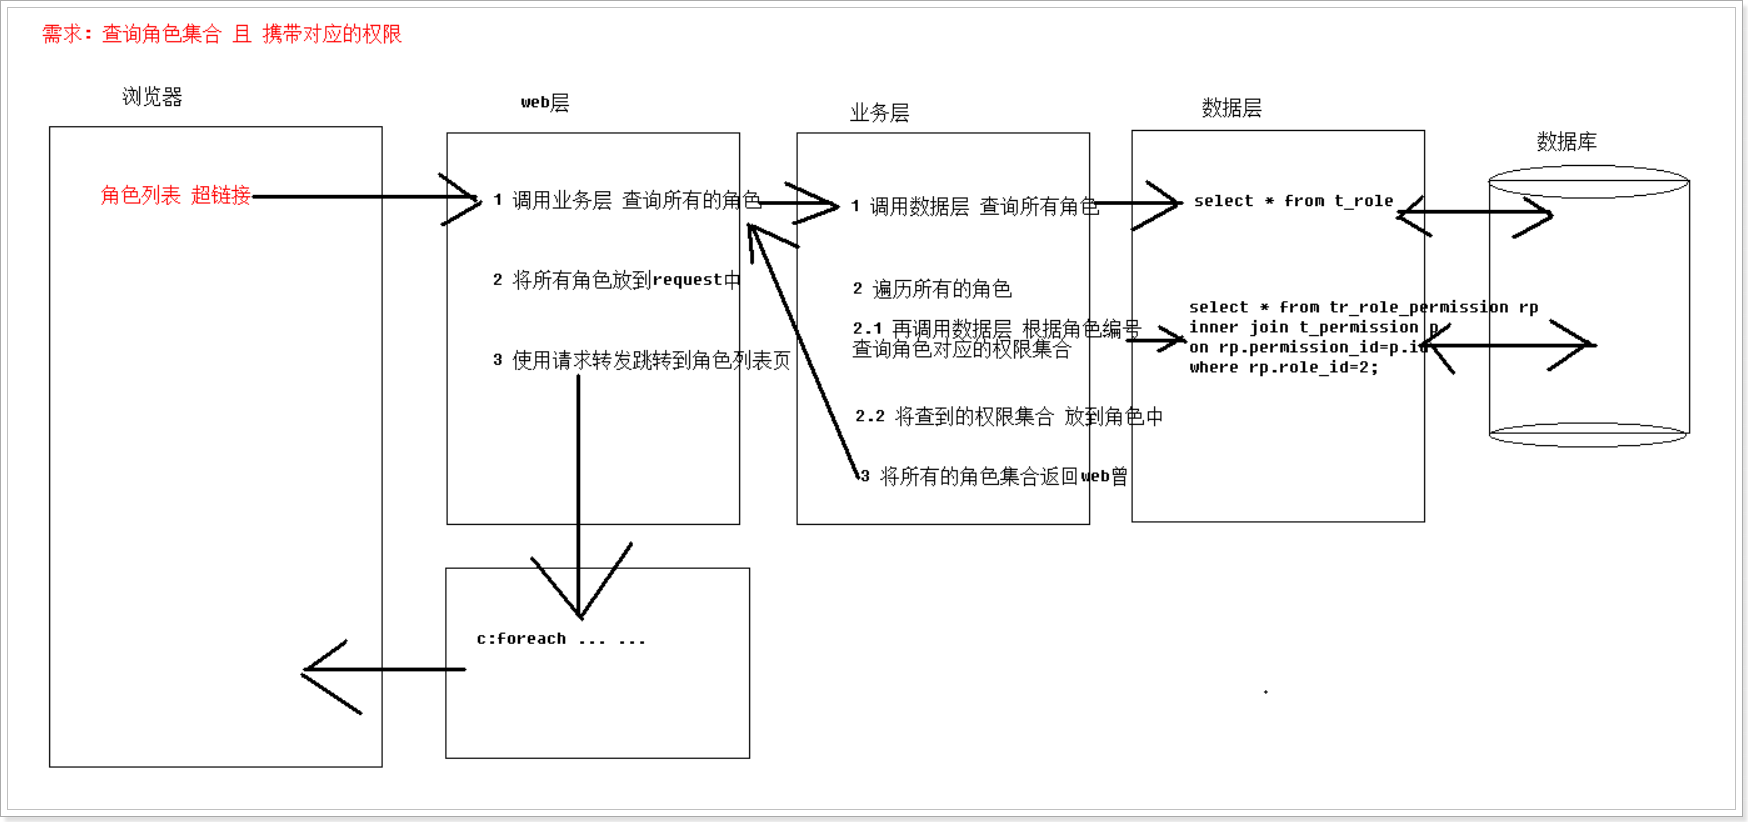 需求：查询角色集合 且 携带对应的权限
浏览器
角色列表 超链接
web层
1 调用业务层 查询所有的角色
2 将所有角色放到request中
3 使用请求转发跳转到角色列表页
c:foreach ... ...
业务层
1 调用数据层 查询所有角色
2 遍历所有的角色
2.1 再调用数据层 根据角色编号
查询角色对应的权限集合
2.2 将查到的权限集合 放到角色中
3 将所有的角色集合返回web曾
数据层
select * from t_role
select * from tr_role_permission rp
inner join t_permission p
on rp.permission_id=p.id
where rp.role_id=2;
数据库